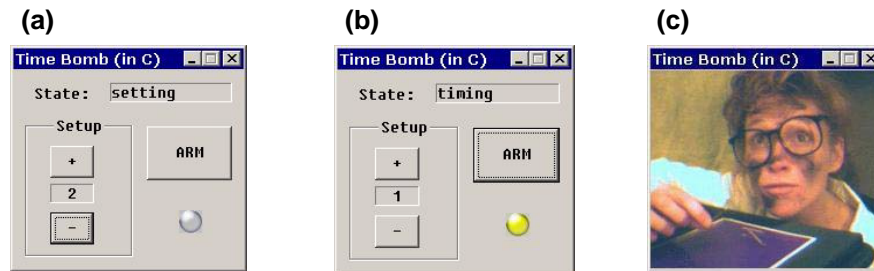 (a)
Time Bomb (in C)
State: setting
Setup
+
ARM
2
-
(b)
Time Bomb (in C)
State: timing
Setup
+
ARM
1
-
(c)
Time Bomb (in C)